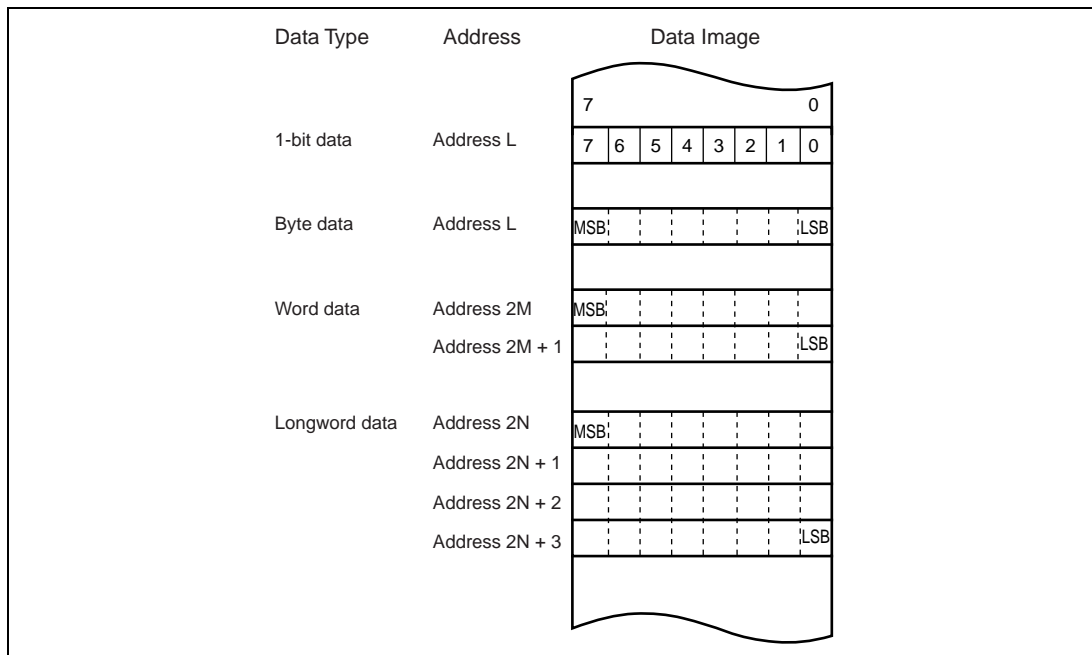 Data Type Address Data Image
7 0
1-bit data Address L 7 6 5 4 3 2 1 0
Byte data Address L MSB LSB
Word data Address 2M MSB
Address 2M + 1 LSB
Longword data Address 2N MSB
Address 2N + 1
Address 2N + 2
Address 2N + 3 LSB